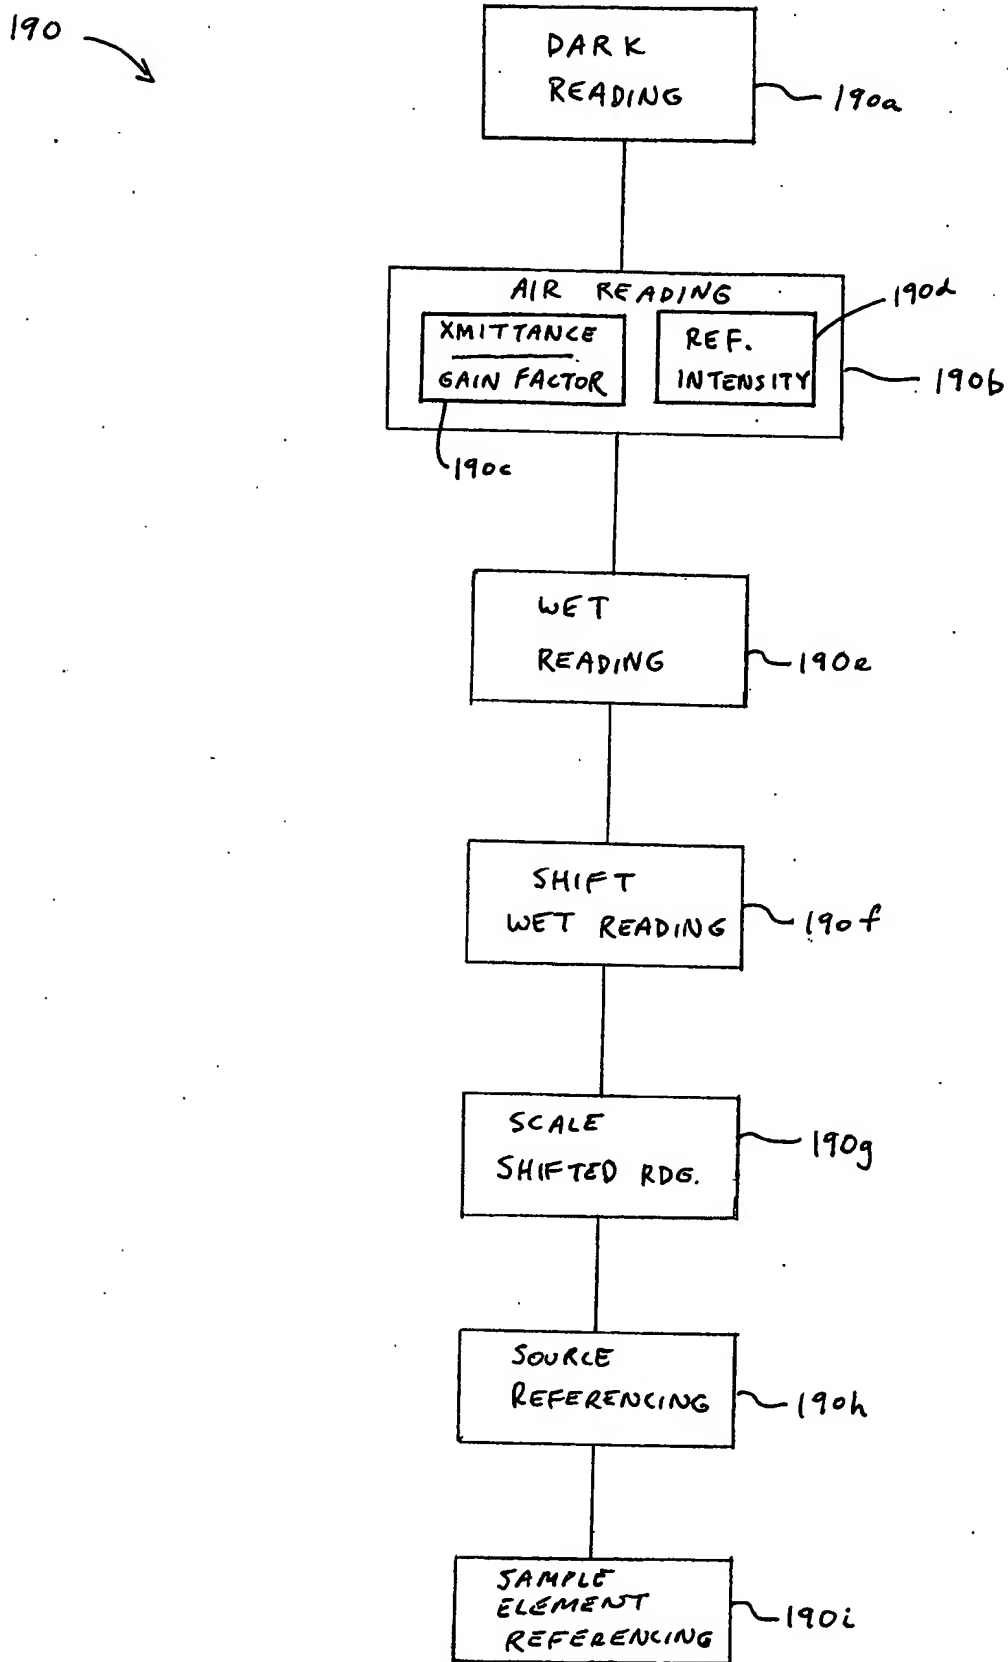 190
DARK
READING
190a
AIR READING
XMITTANCE
GAIN FACTOR
REF.
INTENSITY
190d
190b
190c
WET
READING
190e
SHIFT
WET READING
190f
SCALE
SHIFTED RDG.
190g
SOURCE
REFERENCING
190h
SAMPLE
ELEMENT
REFERENCING
190i